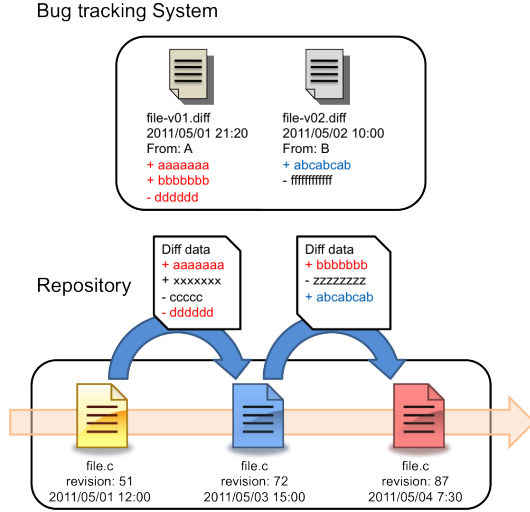 Bug tracking System
file-v01.diff
2011/05/01 21:20
From: A
+ aaaaaaa
+ bbbbbbb
- dddddd
file-v02.diff
2011/05/02 10:00
From: B
+ abcabcab
- ffffffffffff
Repository
Diff data
+ aaaaaaa
+ xxxxxxx
- ccccc
- dddddd
Diff data
+ bbbbbbb
- zzzzzzzz
+ abcabcab
file.c
revision: 51
2011/05/01 12:00
file.c
revision: 72
2011/05/03 15:00
file.c
revision: 87
2011/05/04 7:30